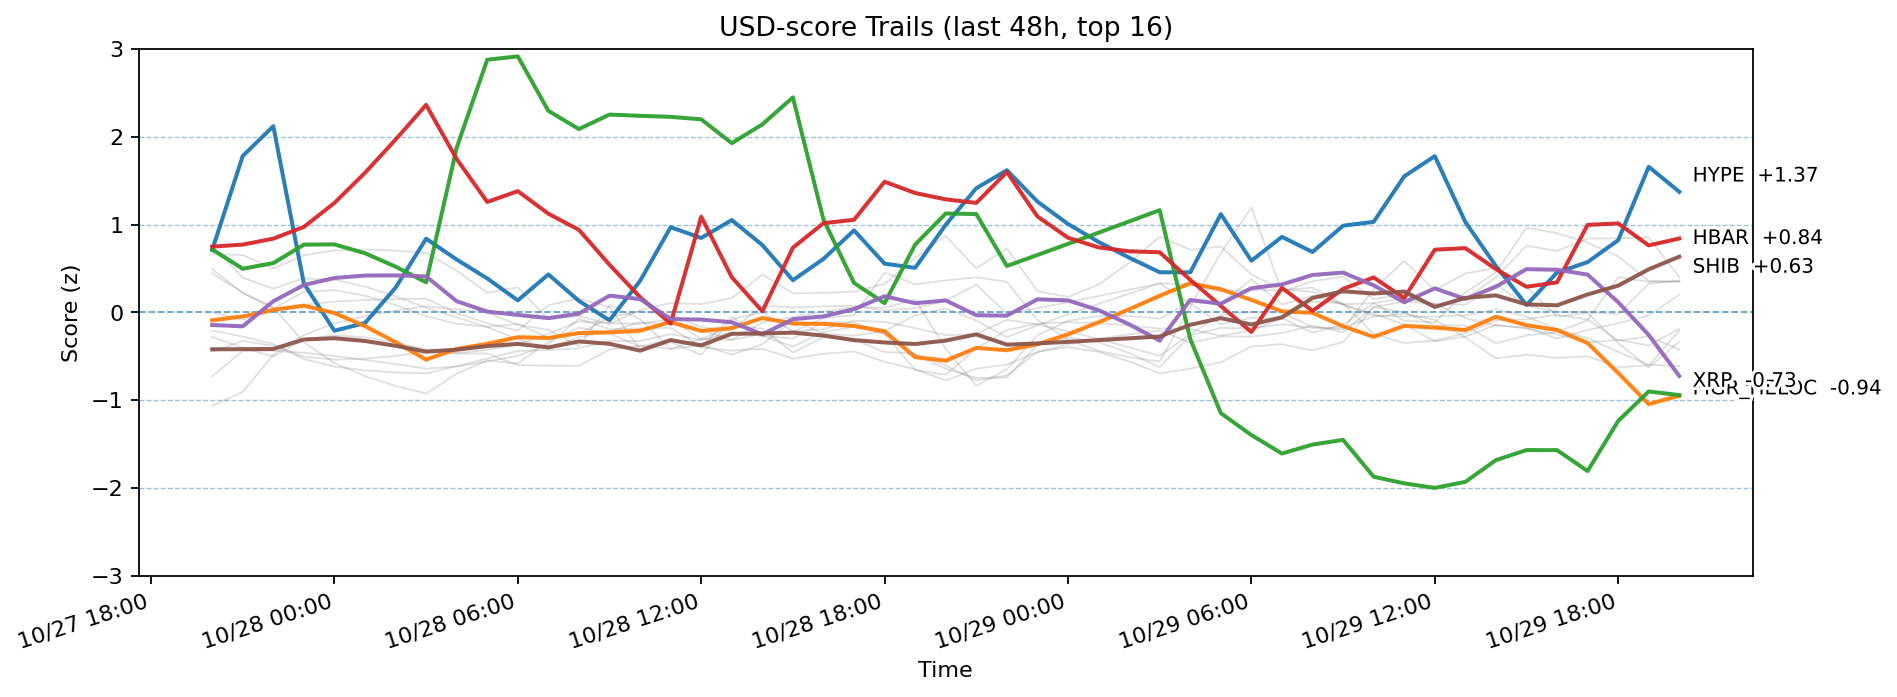 USD-score Trails (last 48h, top 16)
Score (z)
3
2
1
0
−1
−2
−3
HYPE +1.37
HBAR +0.84
SHIB +0.63
XRP -0.73
-0.94
10/27 18:00
10/28 00:00
10/28 06:00
10/28 12:00
10/28 18:00
10/29 00:00
10/29 06:00
10/29 12:00
10/29 18:00
Time